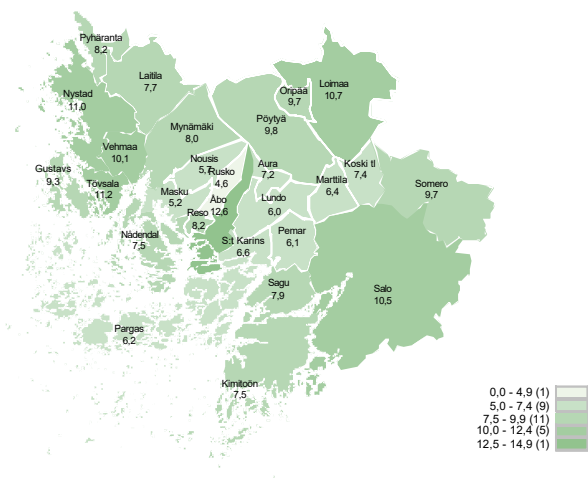 Pyhäranta
8,2
Laitila
7,7
Nystad
11,0
Oripää
9,7
Loimaa
10,7
Mynämäki
8,0
Pöytyä
9,8
Vehmaa
10,1
Gustavs
9,3
Tövsala
11,2
Nousis
5,7
Rusko
4,6
Aura
7,2
Koski tl
7,4
Marttila
6,4
Somero
9,7
Masku
5,2
Åbo
12,6
Lundo
6,0
Reso
8,2
Nådendal
7,5
S:t Karins
6,6
Pemar
6,1
Sagu
7,9
Salo
10,5
Pargas
6,2
Kimitoön
7,5
0,0 - 4,9 (1)
5,0 - 7,4 (9)
7,5 - 9,9 (11)
10,0 - 12,4 (5)
12,5 - 14,9 (1)